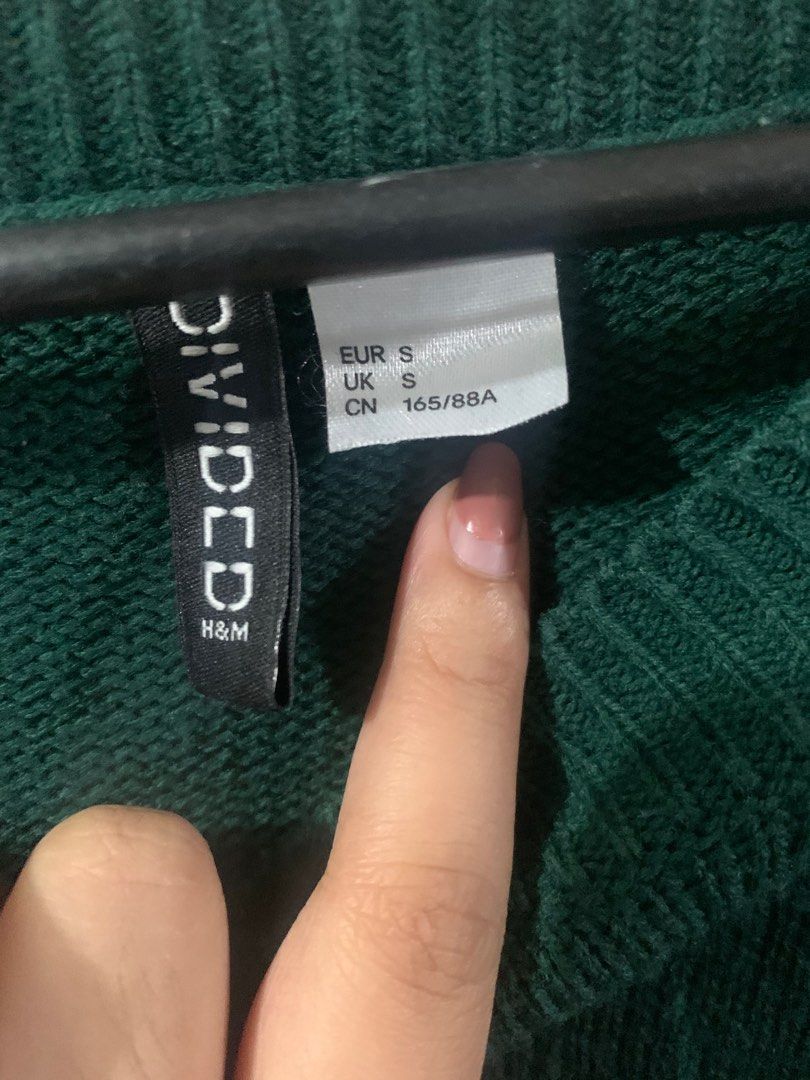 DIVIDED
H&M
EUR S
UK S
CN 165/88A